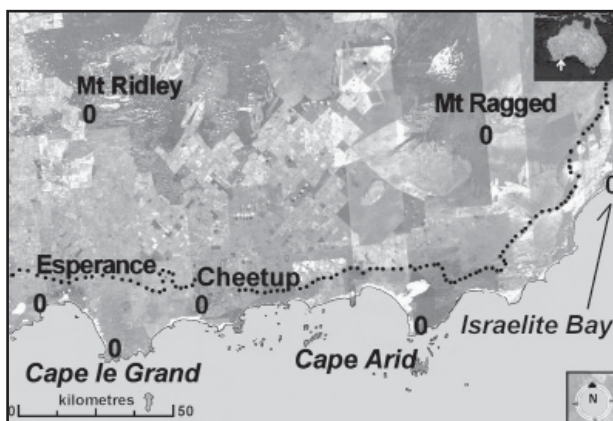 Mt Ridley
0
Mt Ragged
0
0
Esperance
Cheetup
0
0
Israelite Bay
0
0
Cape Arid
Cape le Grand
kilometres
0 50
N